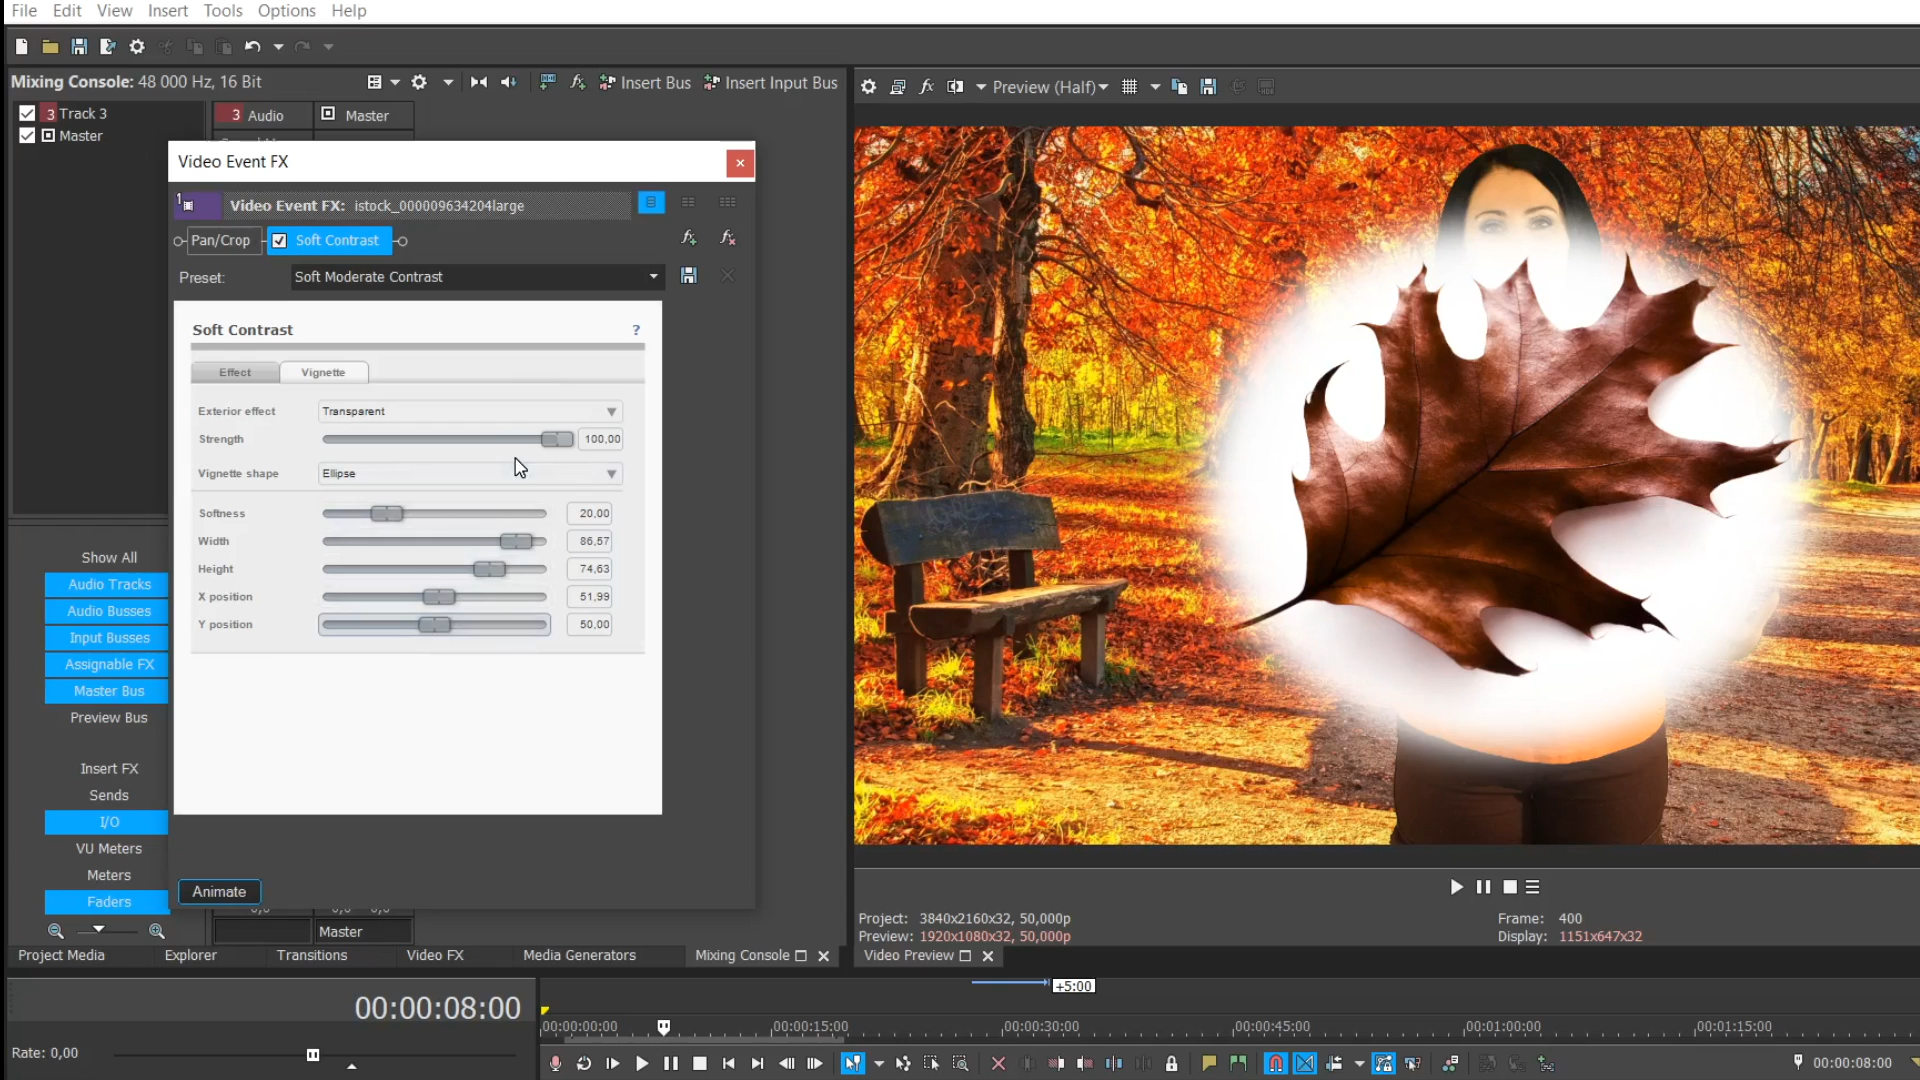 File Edit View Insert Tools Options Help
Mixing Console: 48 000 Hz, 16 Bit
Insert Bus
Insert Input Bus
Preview (Half)
3 Track 3
Master
3 Audio
Master
Video Event FX
Video Event FX: istock_000009634204large
Pan/Crop
Soft Contrast
Preset:
Soft Moderate Contrast
Soft Contrast
?
Effect
Vignette
Exterior effect
Transparent
Strength
100,00
Vignette shape
Ellipse
Softness
20,00
Width
86,57
Height
74,63
X position
51,99
Y position
50,00
Show All
Audio Tracks
Audio Busses
Input Busses
Assignable FX
Master Bus
Preview Bus
Insert FX
Sends
I/O
VU Meters
Meters
Faders
Animate
Master
Project: 3840x2160x32, 50,000p
Preview: 1920x1080x32, 50,000p
Frame: 400
Display: 1151x647x32
Project Media
Explorer
Transitions
Video FX
Media Generators
Mixing Console
Video Preview
+5:00
00:00:08:00
00:00:00:00
00:00:15:00
00:00:30:00
00:00:45:00
00:01:00:00
00:01:15:00
Rate: 0,00
00:00:08:00